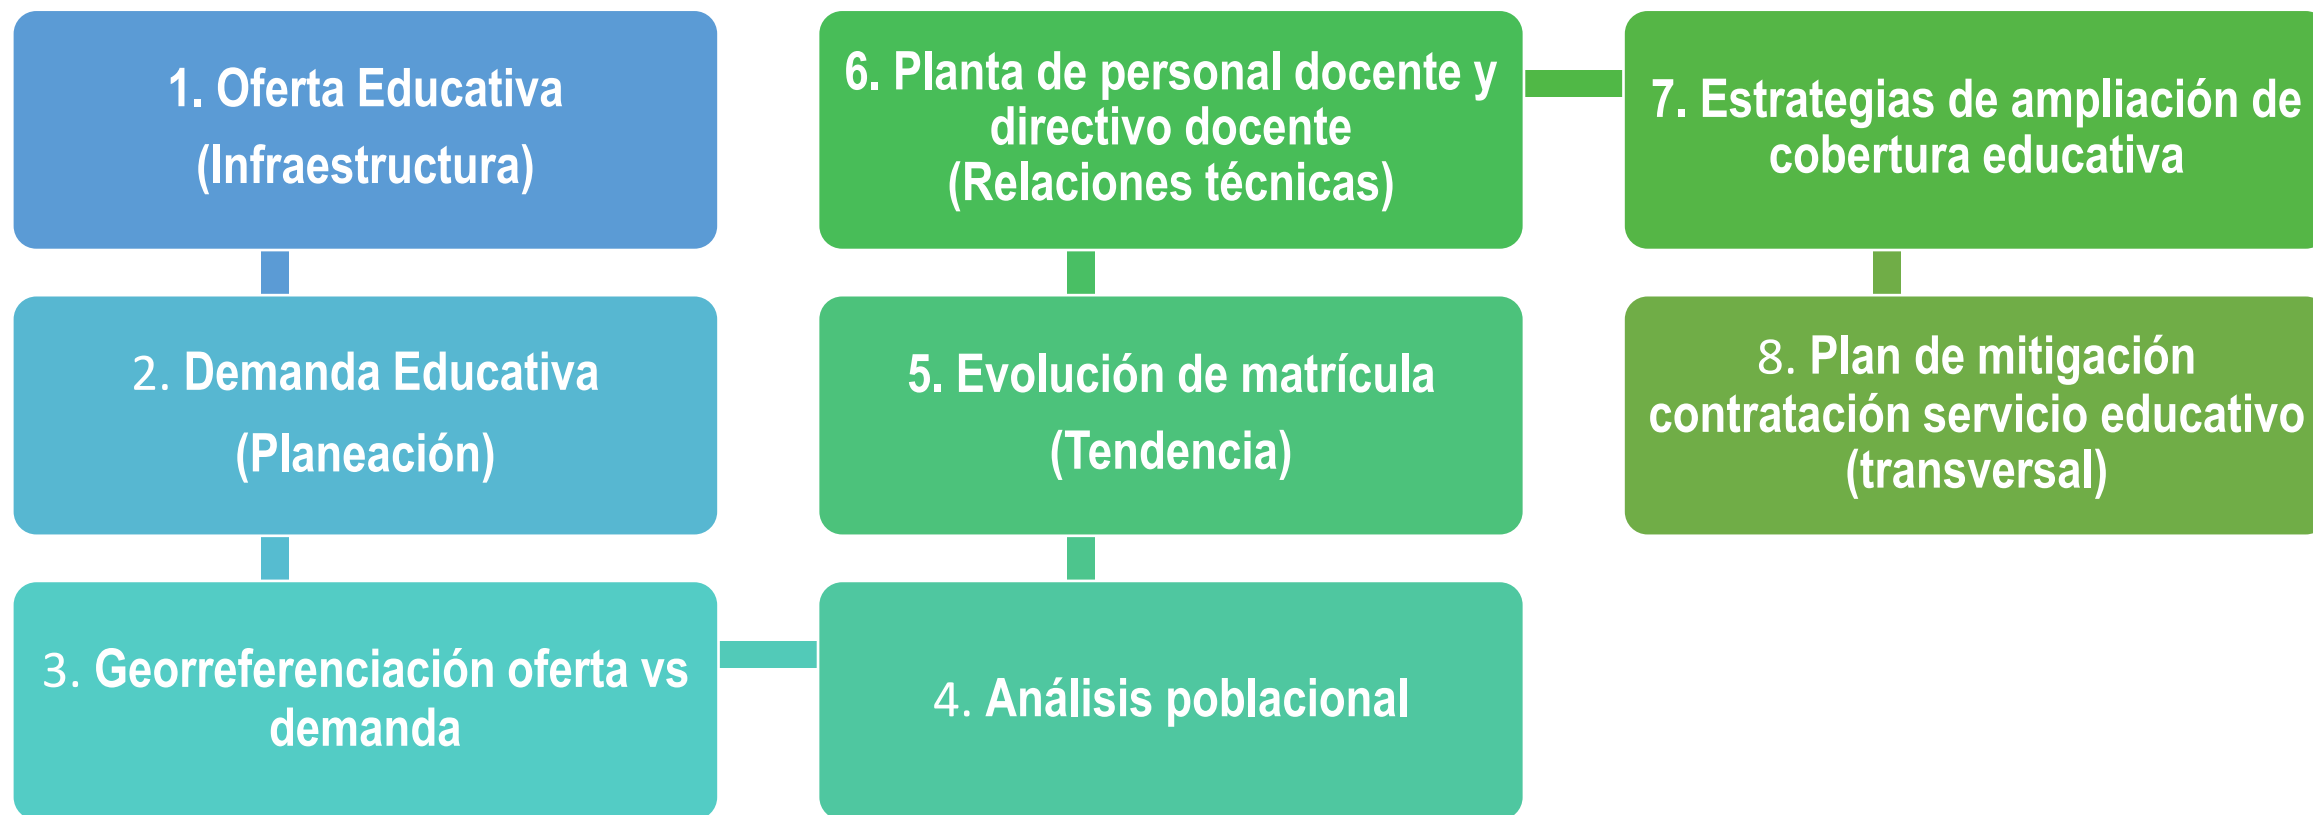 1. Oferta Educativa
(Infraestructura)
2. Demanda Educativa
(Planeación)
3. Georreferenciación oferta vs
demanda
4. Análisis poblacional
5. Evolución de matrícula
(Tendencia)
6. Planta de personal docente y
directivo docente
(Relaciones técnicas)
7. Estrategias de ampliación de
cobertura educativa
8. Plan de mitigación
contratación servicio educativo
(transversal)